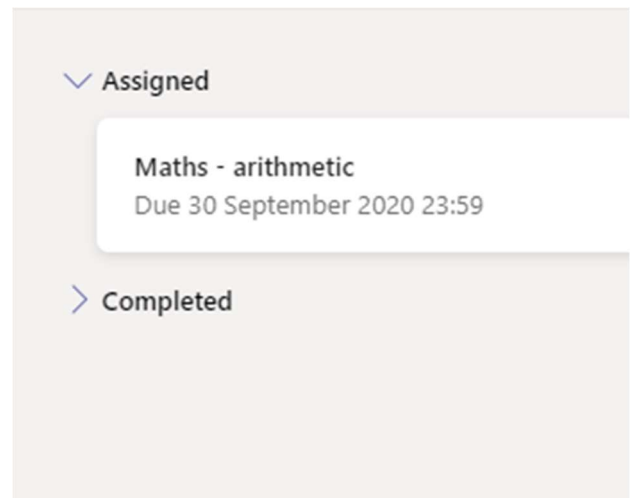 Assigned
Maths - arithmetic
Due 30 September 2020 23:59
Completed